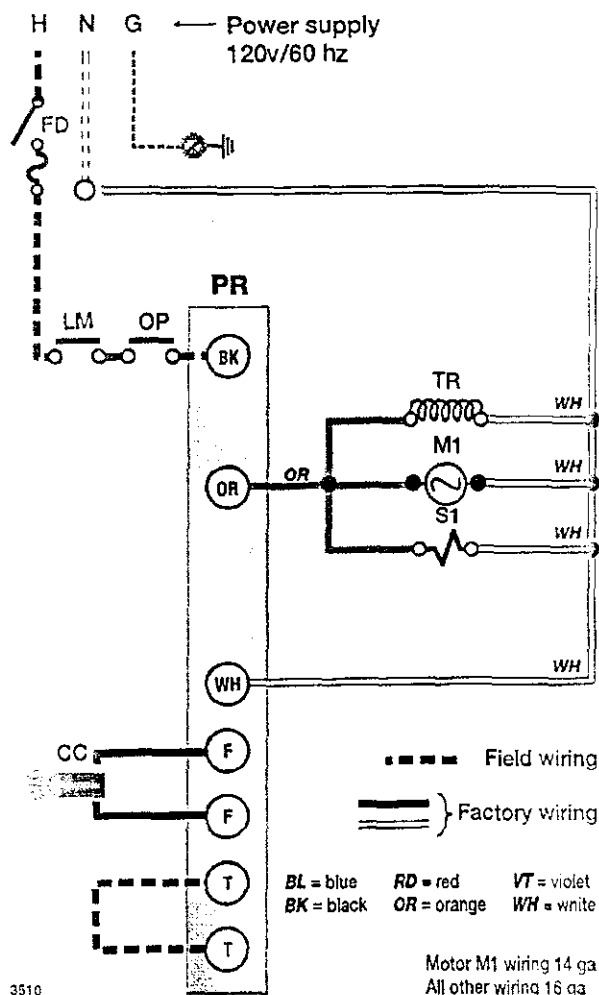 H N G ← Power supply
120v/60 hz
FD
PR
LM OP
BK
TR
WH
M1
OR
OR
WH
S1
WH
WH
WH
CC
F
Field wiring
F
Factory wiring
T
BL = blue RD = red VT = violet
BK = black OR = orange WH = wnite
T
Motor M1 wiring 14 ga
3510
All other wiring 16 ga